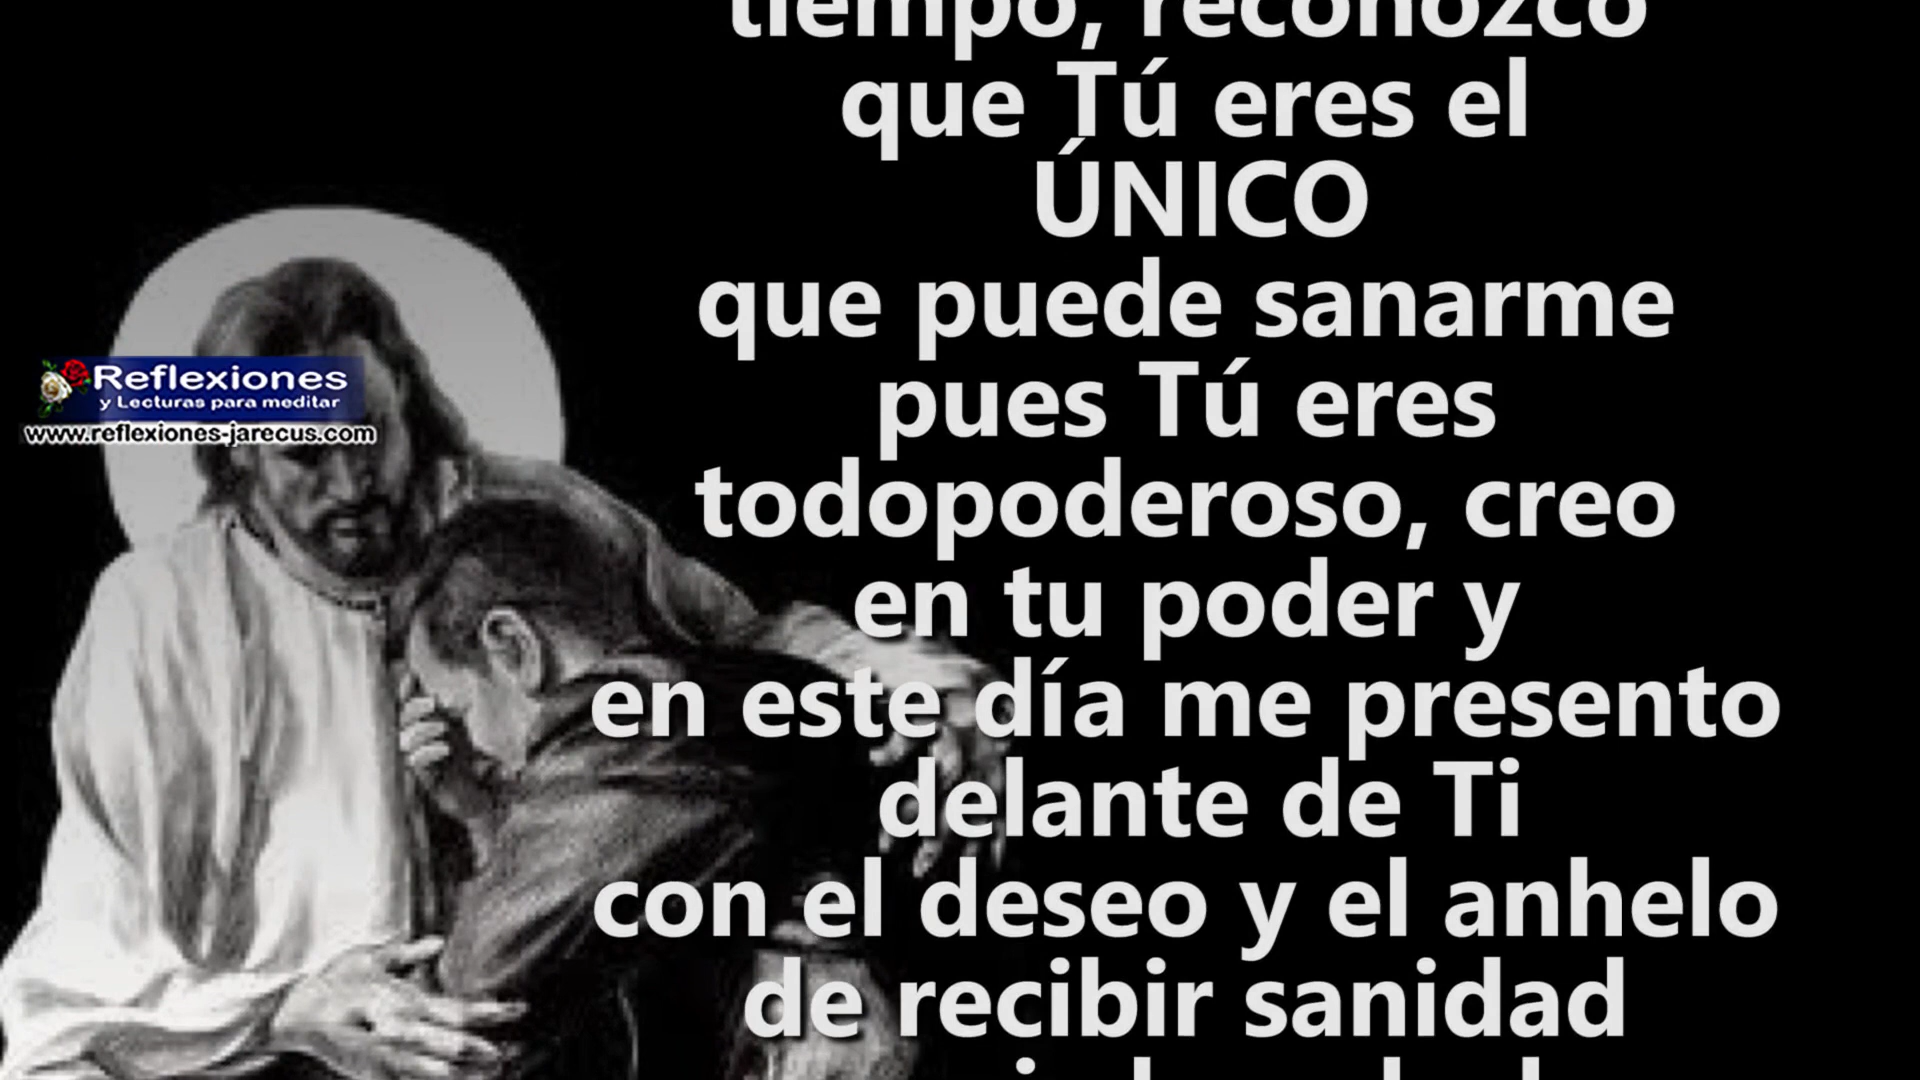 tiempo, reconozco
que Tú eres el
ÚNICO
que puede sanarme
pues Tú eres
todopoderoso, creo
en tu poder y
en este día me presento
delante de Ti
con el deseo y el anhelo
de recibir sanidad
Reflexiones
y Lecturas para meditar
www.reflexiones-jarecus.com